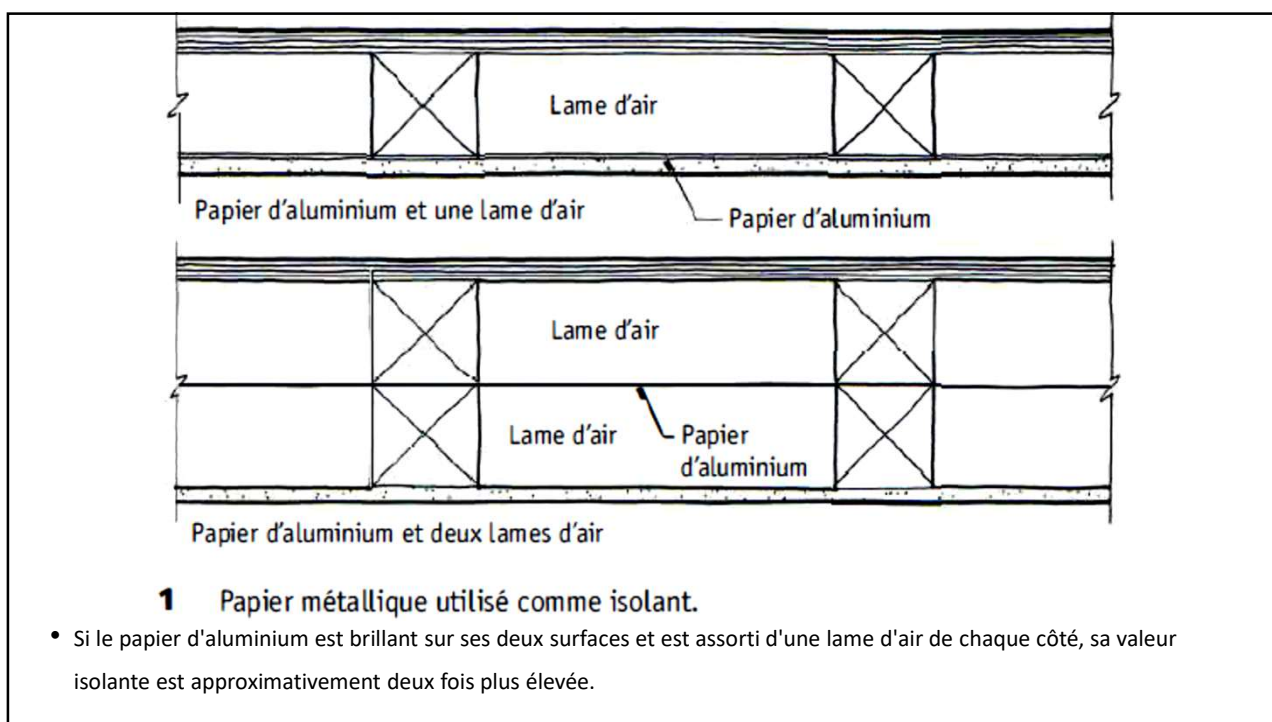 Lame d'air
Papier d'aluminium et une lame d'air
Papier d'aluminium
Lame d'air
Lame d'air
Papier
d'aluminium
Papier d'aluminium et deux lames d'air
1 Papier métallique utilisé comme isolant.
• Si le papier d'aluminium est brillant sur ses deux surfaces et est assorti d'une lame d'air de chaque côté, sa valeur
isolante est approximativement deux fois plus élevée.